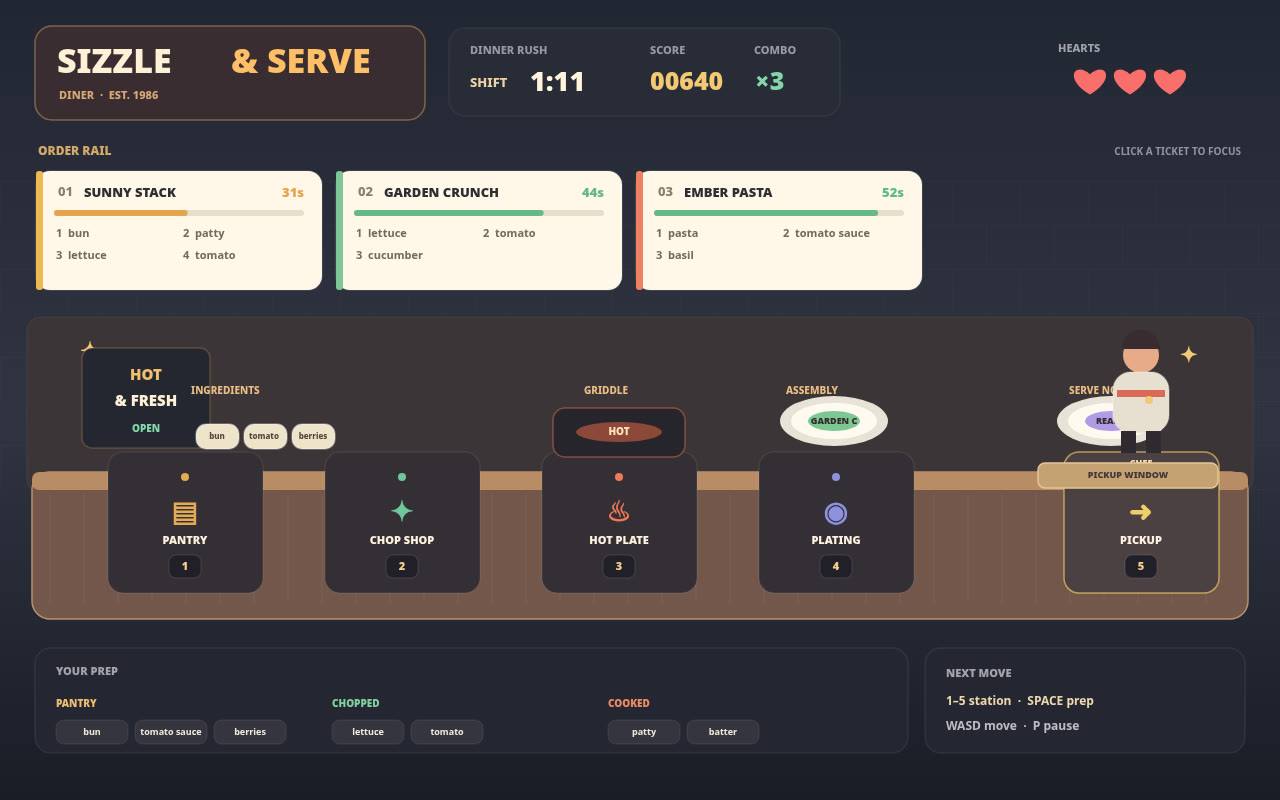 SIZZLE & SERVE
DINER · EST. 1986
DINNER RUSH
SHIFT 1:11
SCORE
00640
COMBO
×3
HEARTS
ORDER RAIL
CLICK A TICKET TO FOCUS
01 SUNNY STACK 31s
1 bun 2 patty
3 lettuce 4 tomato
02 GARDEN CRUNCH 44s
1 lettuce 2 tomato
3 cucumber
03 EMBER PASTA 52s
1 pasta 2 tomato sauce
3 basil
HOT
& FRESH
OPEN
INGREDIENTS
bun tomato berries
GRIDDLE
HOT
ASSEMBLY
GARDEN C
SERVE
PICKUP WINDOW
PANTRY
1
CHOP SHOP
2
HOT PLATE
3
PLATING
4
PICKUP
5
YOUR PREP
PANTRY
bun tomato sauce berries
CHOPPED
lettuce tomato
COOKED
patty batter
NEXT MOVE
1–5 station · SPACE prep
WASD move · P pause